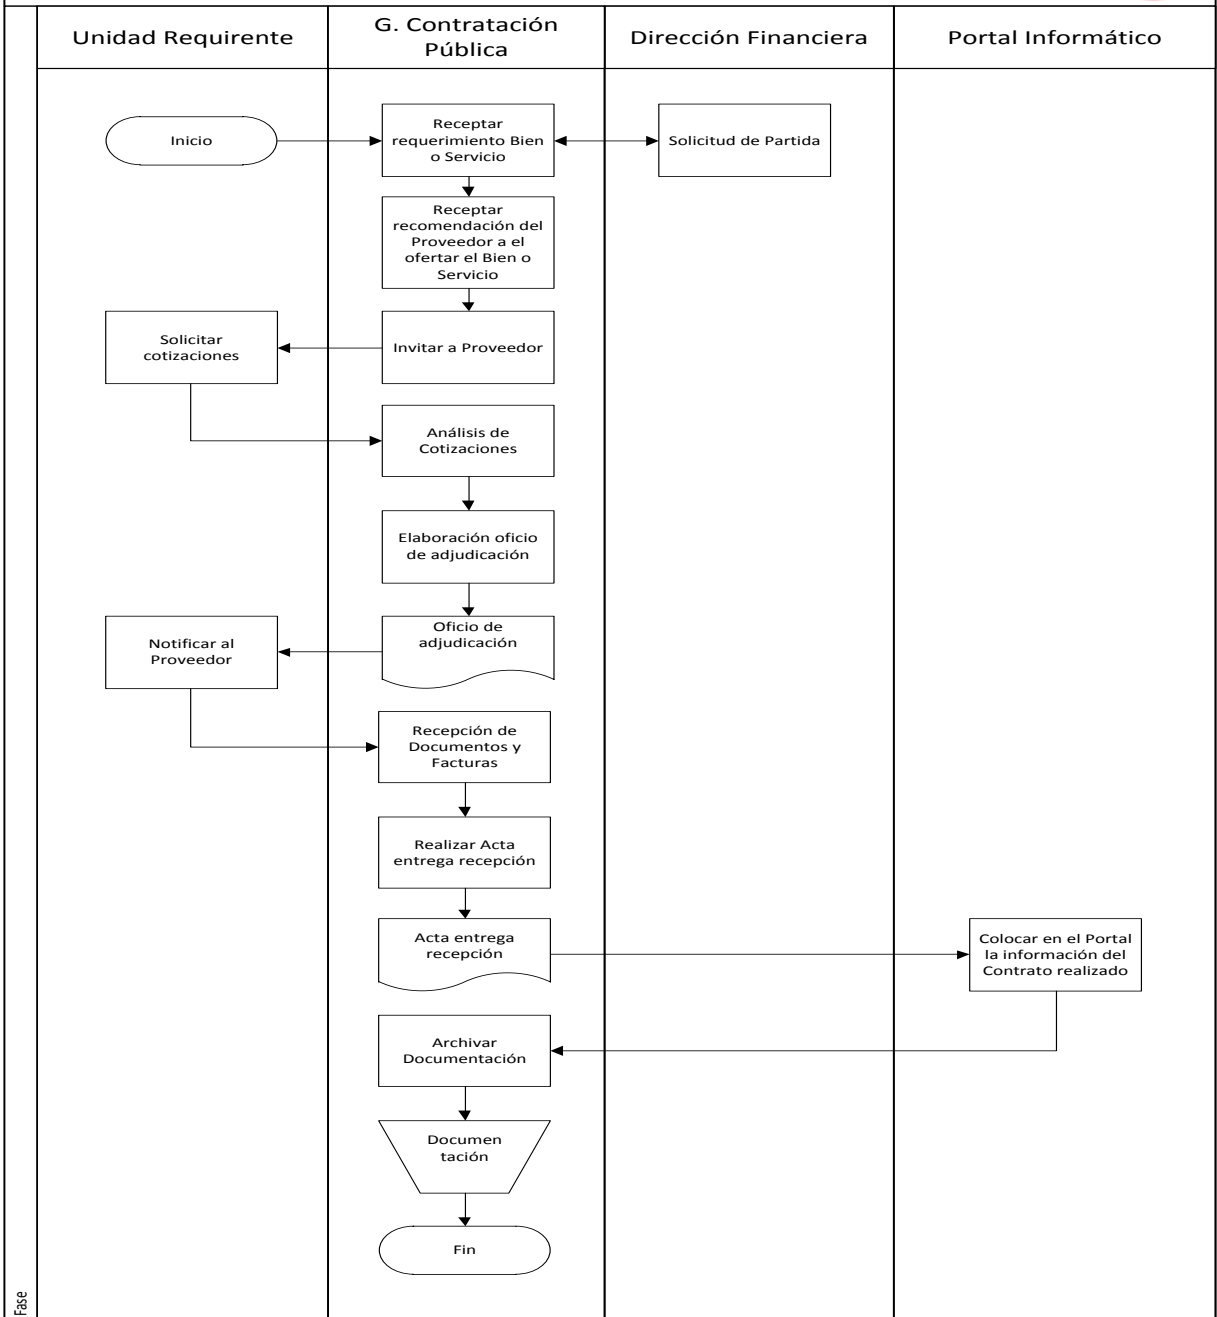 Unidad Requirente
G. Contratación
Pública
Dirección Financiera
Portal Informático
Inicio
Receptar
requerimiento Bien
o Servicio
Solicitud de Partida
Receptar
recomendación del
Proveedor a el
ofertar el Bien o
Servicio
Solicitar
cotizaciones
Invitar a Proveedor
Análisis de
Cotizaciones
Elaboración oficio
de adjudicación
Notificar al
Proveedor
Oficio de
adjudicación
Recepción de
Documentos y
Facturas
Realizar Acta
entrega recepción
Acta entrega
recepción
Colocar en el Portal
la información del
Contrato realizado
Archivar
Documentación
Documen
tación
Fin
Fase